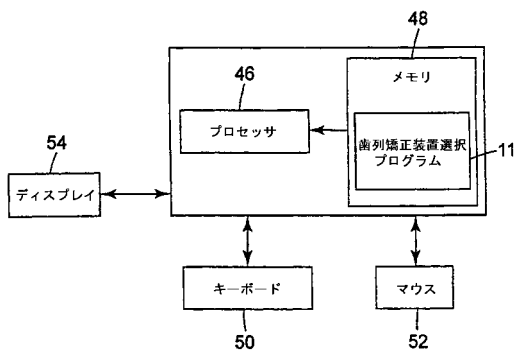 48
メモリ
46
プロセッサ
歯列矯正装置選択
プログラム
11
54
ディスプレイ
キーボード
50
マウス
52